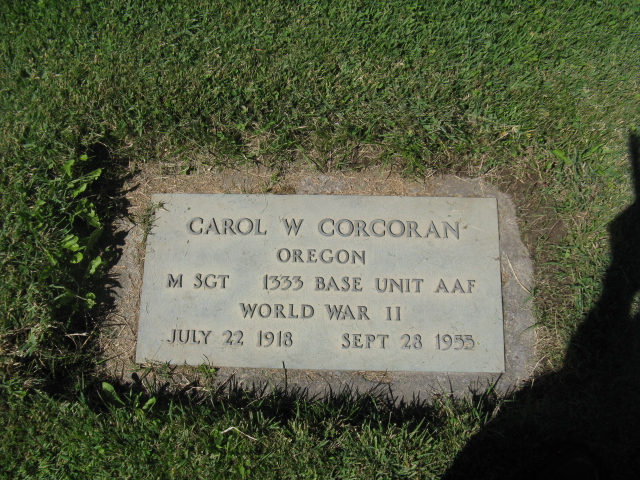 CAROL W CORCORAN
OREGON
M SGT 1333 BASE UNIT AAF
WORLD WAR II
JULY 22 1918 SEPT 28 1955